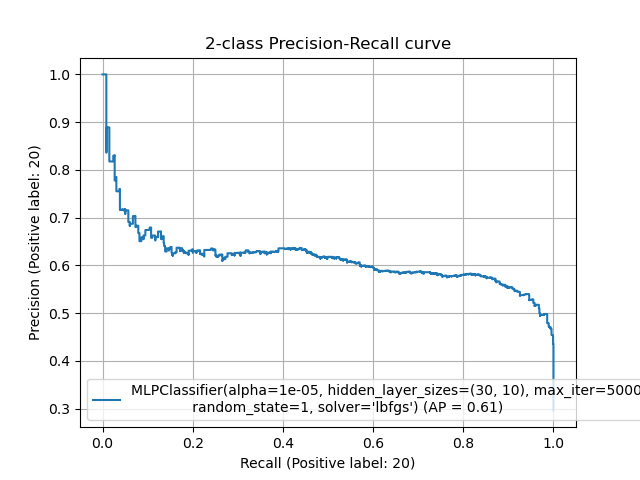 2-class Precision-Recall curve
1.0
0.9
0.8
0.7
0.6
0.5
0.4
0.3
Precision (Positive label: 20)
MLPClassifier(alpha=1e-05, hidden_layer_sizes=(30, 10), max_iter=5000
random_state=1, solver='lbfgs') (AP = 0.61)
0.0 0.2 0.4 0.6 0.8 1.0
Recall (Positive label: 20)